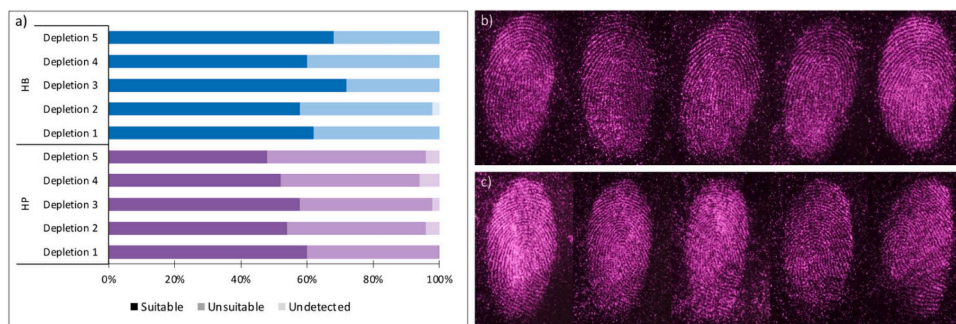 a)
HB
Depletion 5
Depletion 4
Depletion 3
Depletion 2
Depletion 1
HP
Depletion 5
Depletion 4
Depletion 3
Depletion 2
Depletion 1
0% 20% 40% 60% 80% 100%
Suitable Unsuitable Undetected
b)
c)